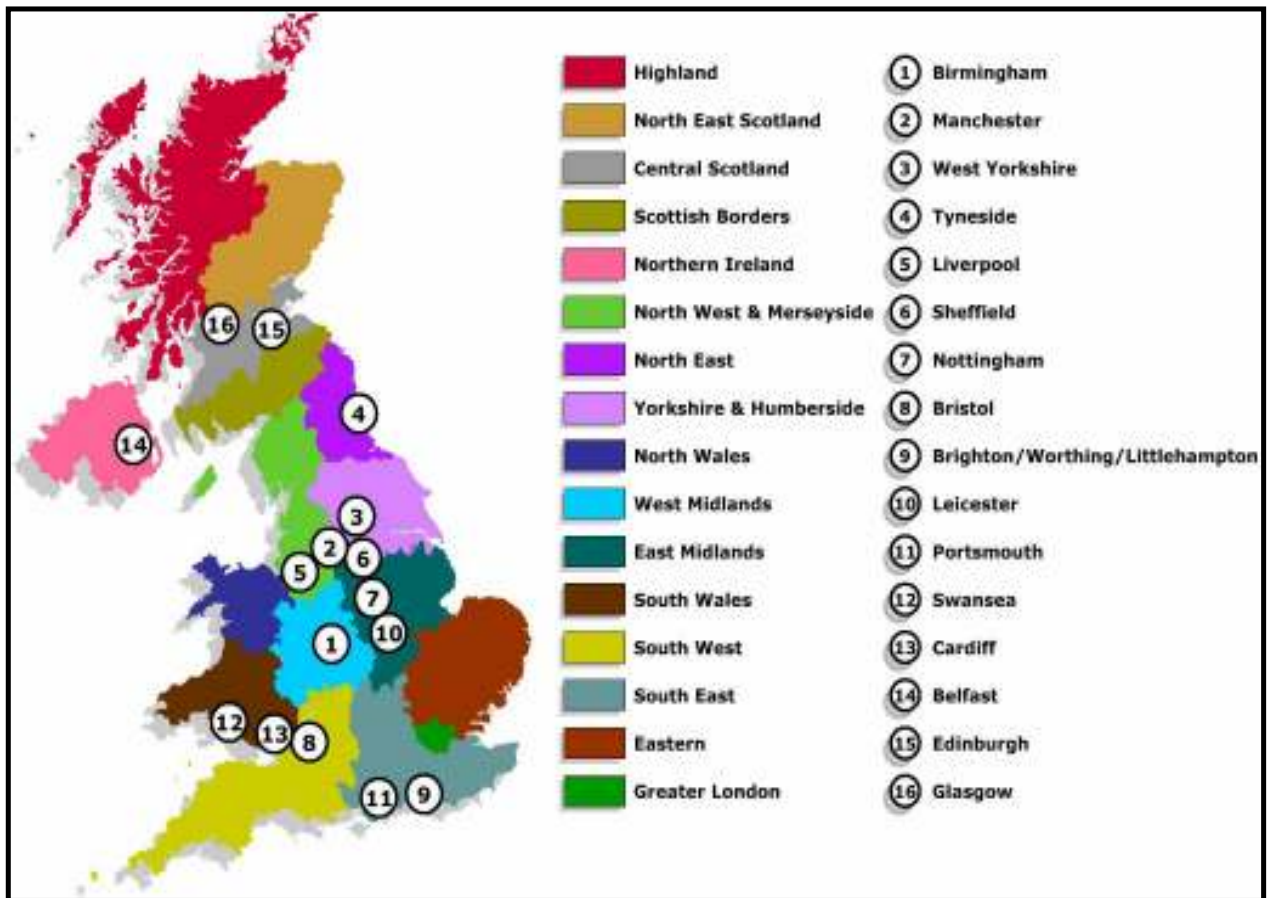 Highland
North East Scotland
Central Scotland
Scottish Borders
Northern Ireland
North West & Merseyside
North East
Yorkshire & Humberside
North Wales
West Midlands
East Midlands
South Wales
South West
South East
Eastern
Greater London
1 Birmingham
2 Manchester
3 West Yorkshire
4 Tyneside
5 Liverpool
6 Sheffield
7 Nottingham
8 Bristol
9 Brighton/Worthing/Littlehampton
10 Leicester
11 Portsmouth
12 Swansea
13 Cardiff
14 Belfast
15 Edinburgh
16 Glasgow
16
15
4
14
3
2
6
5
7
10
1
12
13
8
11
9